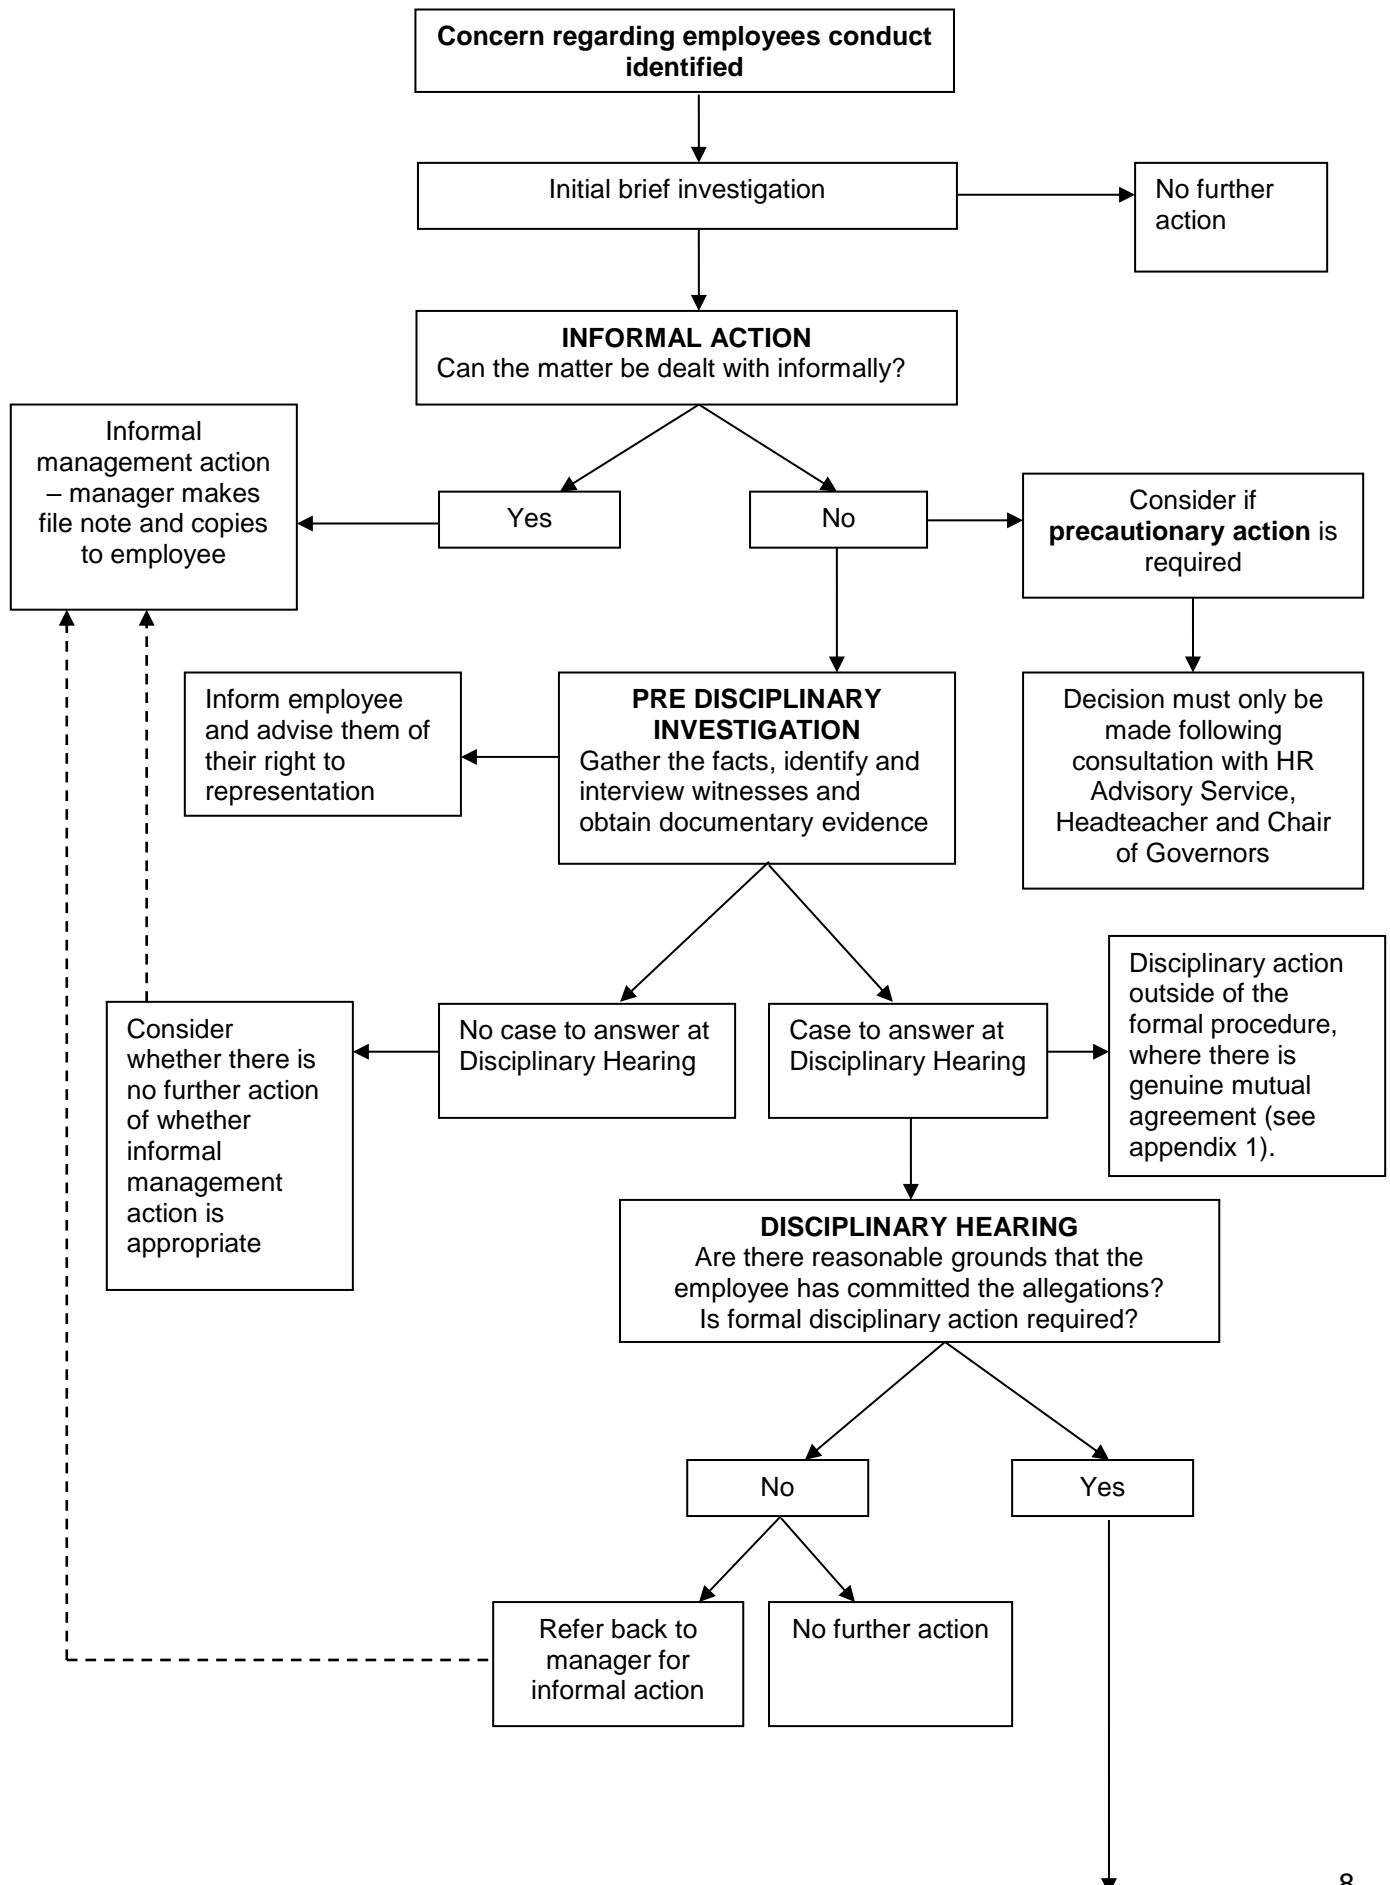 Concern regarding employees conduct
identified
Initial brief investigation
No further
action
INFORMAL ACTION
Can the matter be dealt with informally?
Informal
management action
– manager makes
file note and copies
to employee
Yes
No
Consider if
precautionary action is
required
Inform employee
and advise them of
their right to
representation
PRE DISCIPLINARY
INVESTIGATION
Gather the facts, identify and
interview witnesses and
obtain documentary evidence
Decision must only be
made following
consultation with HR
Advisory Service,
Headteacher and Chair
of Governors
Consider
whether there is
no further action
of whether
informal
management
action is
appropriate
No case to answer at
Disciplinary Hearing
Case to answer at
Disciplinary Hearing
Disciplinary action
outside of the
formal procedure,
where there is
genuine mutual
agreement (see
appendix 1).
DISCIPLINARY HEARING
Are there reasonable grounds that the
employee has committed the allegations?
Is formal disciplinary action required?
No
Yes
Refer back to
manager for
informal action
No further action
8